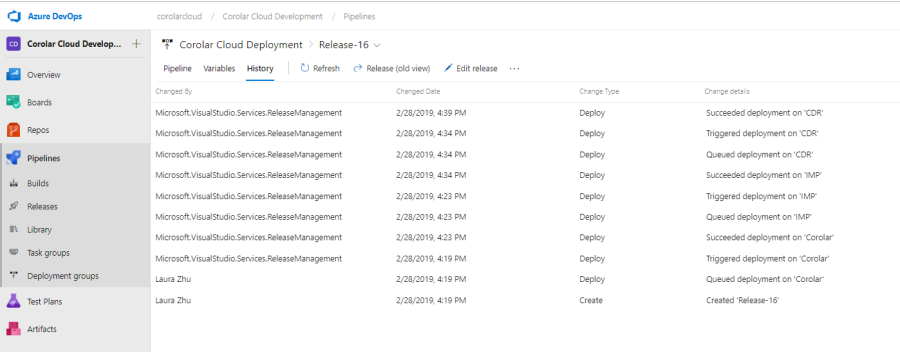 Azure DevOps corolarcloud / Corolar Cloud Development / Pipelines
CD Corolar Cloud Develop... +
Overview
Boards
Repos
Pipelines
Builds
Releases
Library
Task groups
Deployment groups
Test Plans
Artifacts
Corolar Cloud Deployment > Release-16
Pipeline Variables History Refresh Release (old view) Edit release ...
Changed By Changed Date Change Type Change details
Microsoft.VisualStudio.Services.ReleaseManagement 2/28/2019, 4:39 PM Deploy Succeeded deployment on 'CDR'
Microsoft.VisualStudio.Services.ReleaseManagement 2/28/2019, 4:34 PM Deploy Triggered deployment on 'CDR'
Microsoft.VisualStudio.Services.ReleaseManagement 2/28/2019, 4:34 PM Deploy Queued deployment on 'CDR'
Microsoft.VisualStudio.Services.ReleaseManagement 2/28/2019, 4:34 PM Deploy Succeeded deployment on 'IMP'
Microsoft.VisualStudio.Services.ReleaseManagement 2/28/2019, 4:23 PM Deploy Triggered deployment on 'IMP'
Microsoft.VisualStudio.Services.ReleaseManagement 2/28/2019, 4:23 PM Deploy Queued deployment on 'IMP'
Microsoft.VisualStudio.Services.ReleaseManagement 2/28/2019, 4:23 PM Deploy Succeeded deployment on 'Corolar'
Microsoft.VisualStudio.Services.ReleaseManagement 2/28/2019, 4:19 PM Deploy Triggered deployment on 'Corolar'
Laura Zhu 2/28/2019, 4:19 PM Deploy Queued deployment on 'Corolar'
Laura Zhu 2/28/2019, 4:19 PM Create Created 'Release-16'